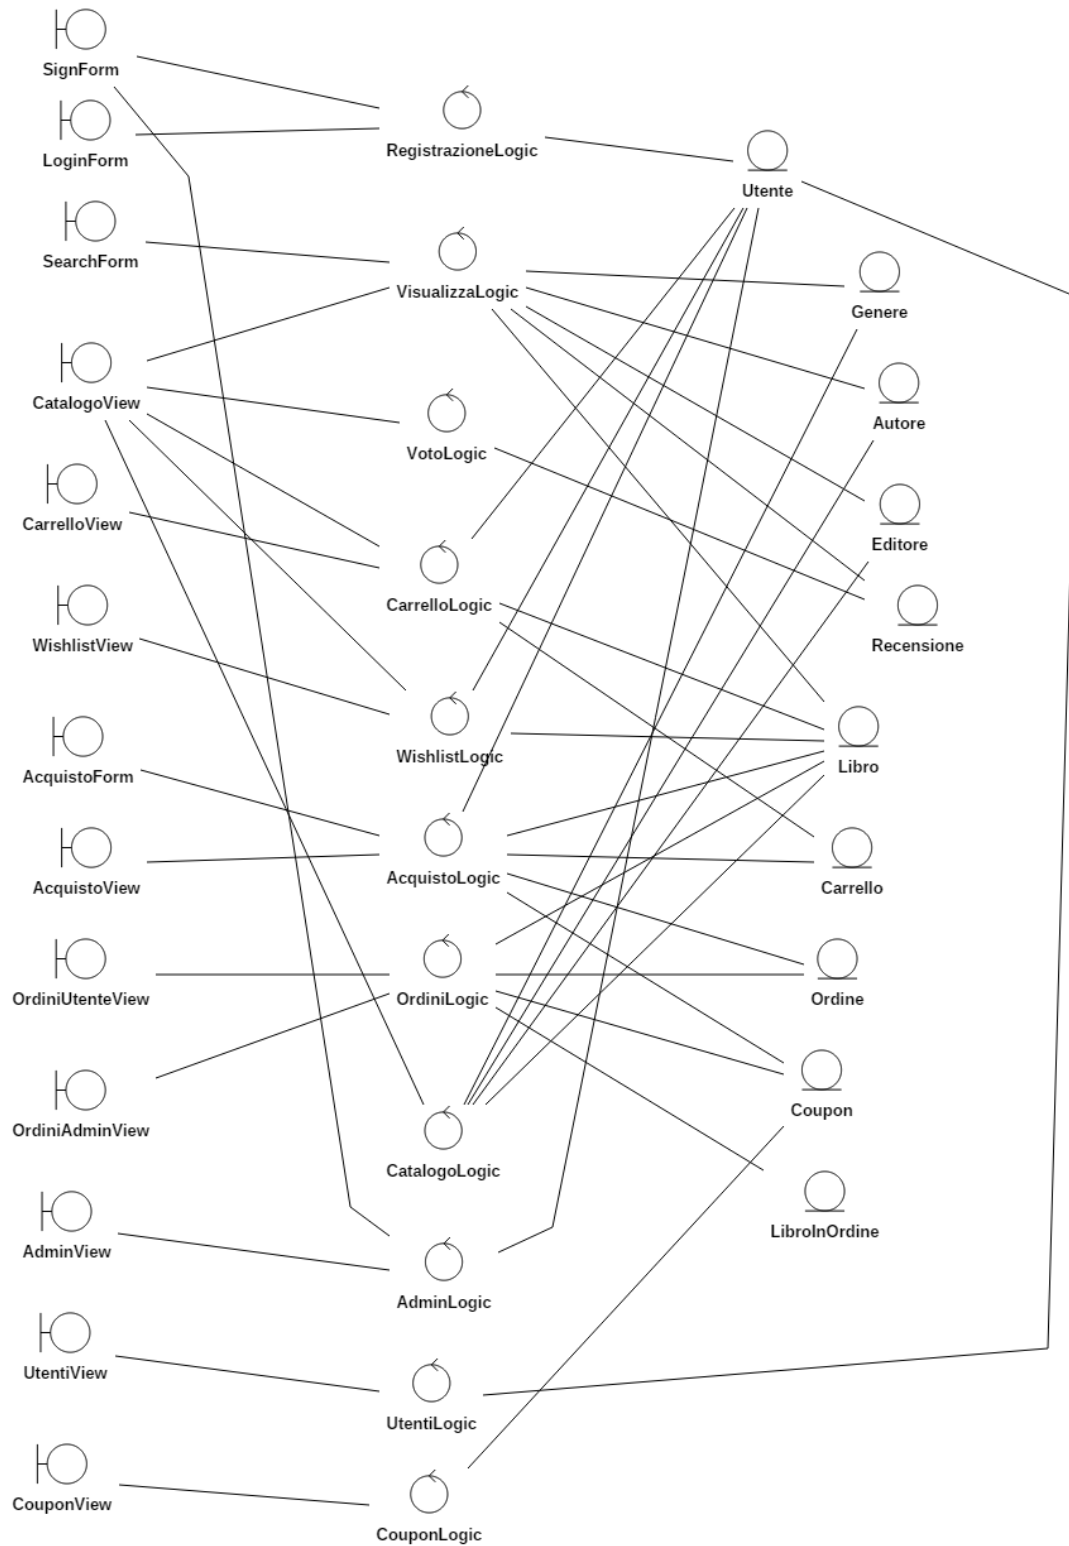 SignForm
LoginForm
RegistrazioneLogic
Utente
SearchForm
VisualizzaLogic
Genere
CatalogoView
Autore
VotoLogic
CarrelloView
Editore
CarrelloLogic
WishlistView
Recensione
WishlistLogic
Libro
AcquistoForm
AcquistoLogic
AcquistoView
Carrello
OrdiniUtenteView
OrdiniLogic
Ordine
Coupon
OrdiniAdminView
CatalogoLogic
LibroInOrdine
AdminView
AdminLogic
UtentiView
UtentiLogic
CouponView
CouponLogic